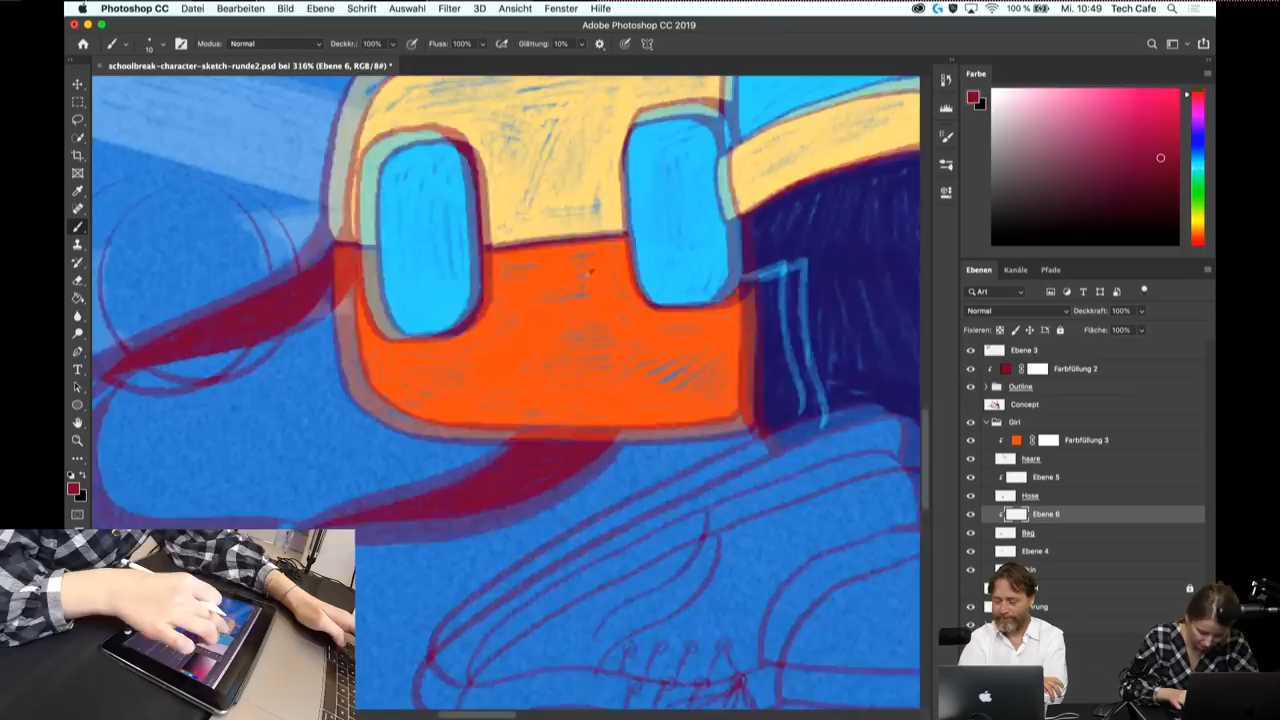 Photoshop CC Datei Bearbeiten Bild Ebene Schrift Auswahl Filter 3D Ansicht Fenster Hilfe 100 % Mi. 10:49 Tech Cafe
Adobe Photoshop CC 2019
10 Modus: Normal Deckkr.: 100% Fluss: 100% Glättung: 10%
schoolbreak-character-sketch-runde2.psd bei 316% (Ebene 6, RGB/8#) *
Farbe
Ebenen Kanäle Pfade
Art
Normal Deckkraft: 100%
Fixieren: Fläche: 100%
Ebene 3
Farbfüllung 2
Outline
Concept
Girl
Farbfüllung 3
haare
Ebene 5
Hose
Ebene 6
Bag
Ebene 4